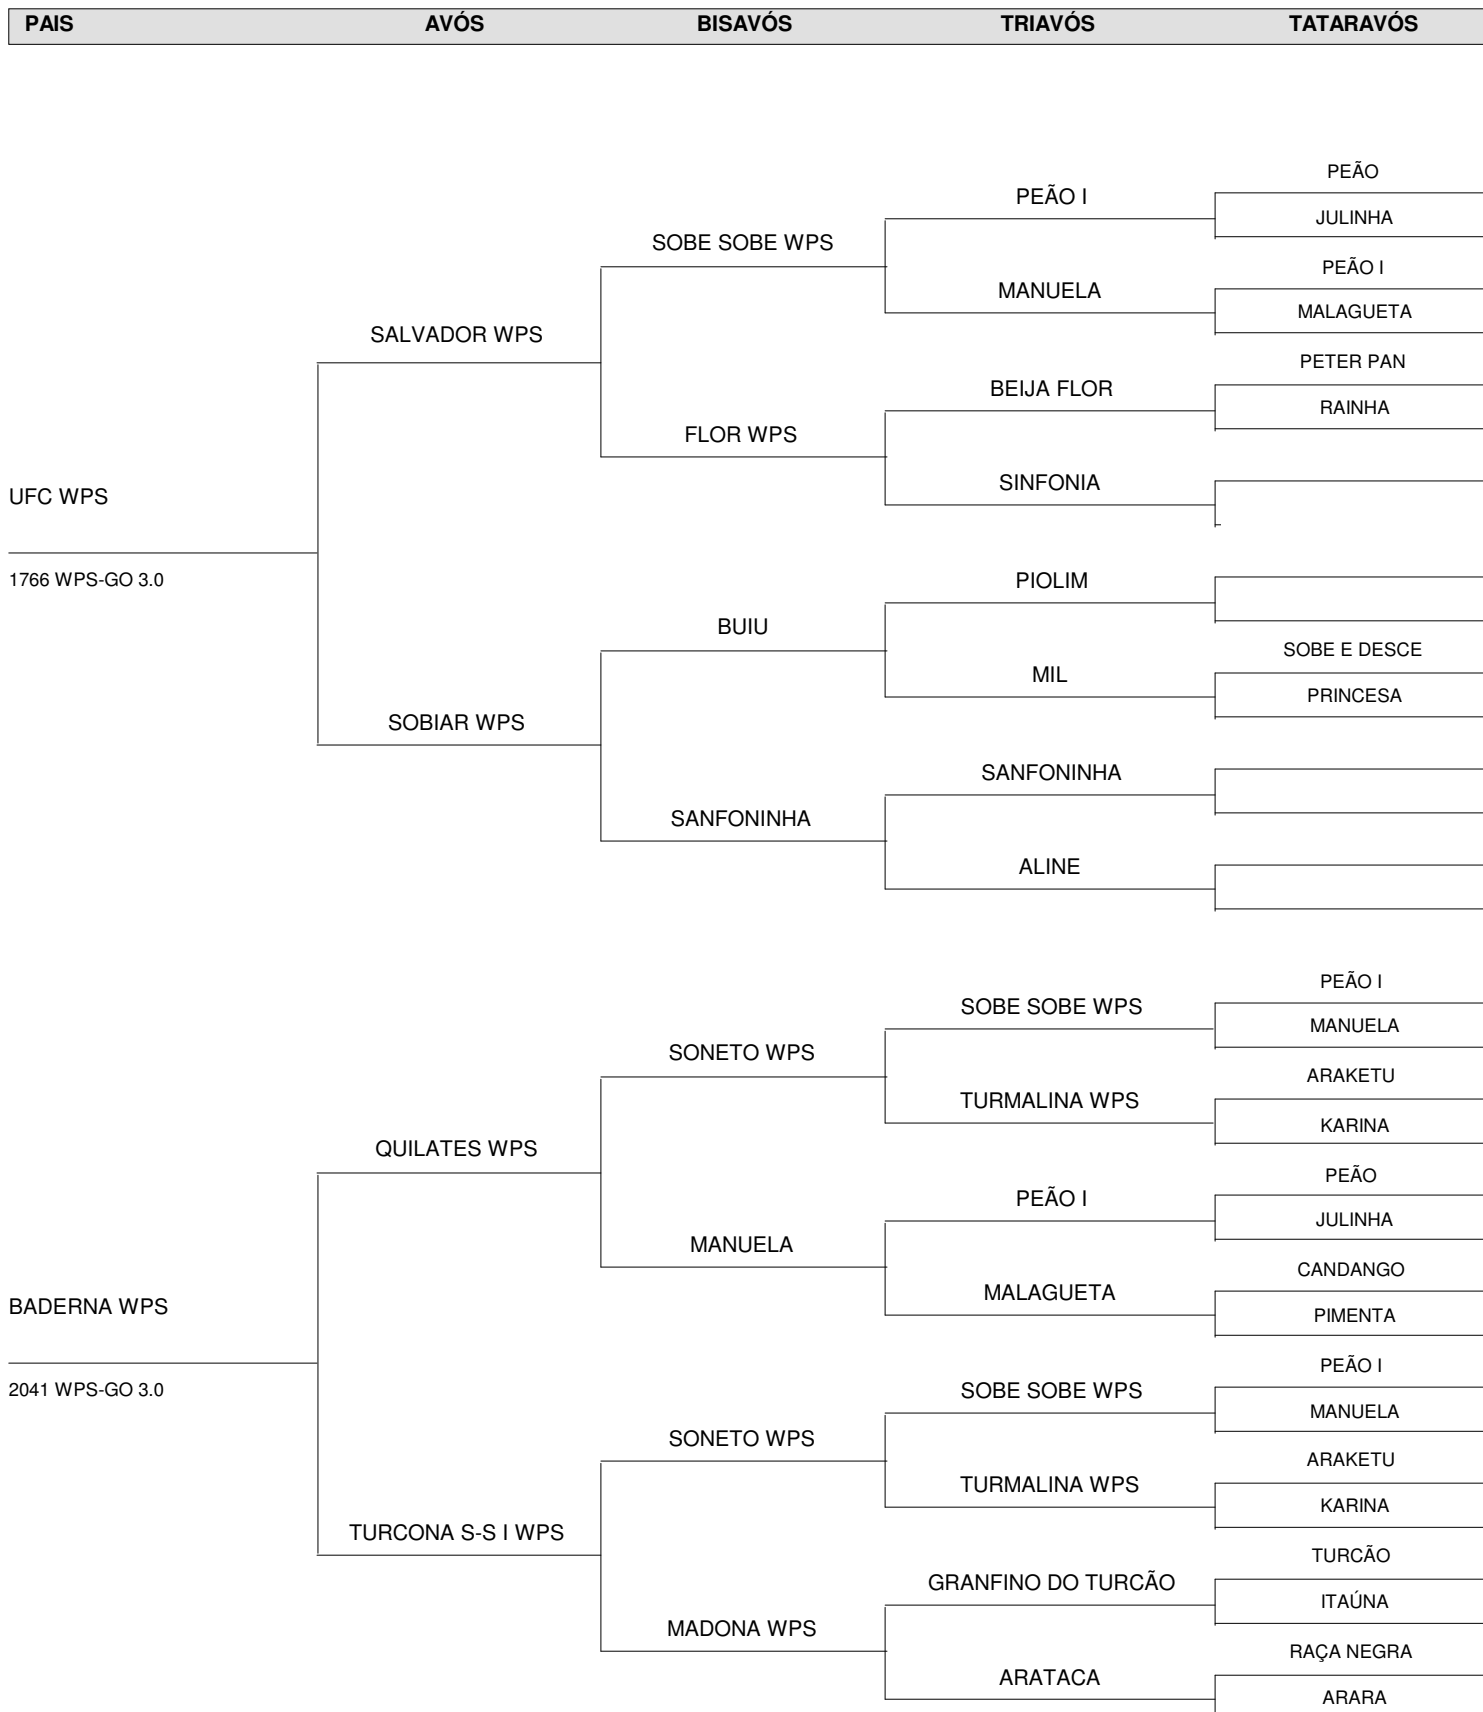 PAIS AVÓS BISAVÓS TRIAVÓS TATARAVÓS
PEÃO
PEÃO I
JULINHA
SOBE SOBE WPS
PEÃO I
MANUELA
MALAGUETA
SALVADOR WPS
PETER PAN
BEIJA FLOR
RAINHA
FLOR WPS
SINFONIA
UFC WPS
1766 WPS-GO 3.0
PIOLIM
BUIU
SOBE E DESCE
MIL
PRINCESA
SOBIAR WPS
SANFONINHA
SANFONINHA
ALINE
PEÃO I
SOBE SOBE WPS
MANUELA
SONETO WPS
ARAKETU
TURMALINA WPS
KARINA
QUILATES WPS
PEÃO
PEÃO I
JULINHA
MANUELA
CANDANGO
MALAGUETA
BADERNA WPS
PIMENTA
PEÃO I
2041 WPS-GO 3.0
SOBE SOBE WPS
MANUELA
SONETO WPS
ARAKETU
TURMALINA WPS
KARINA
TURCONA S-S I WPS
TURCÃO
GRANFINO DO TURCÃO
ITAÚNA
MADONA WPS
RAÇA NEGRA
ARATACA
ARARA